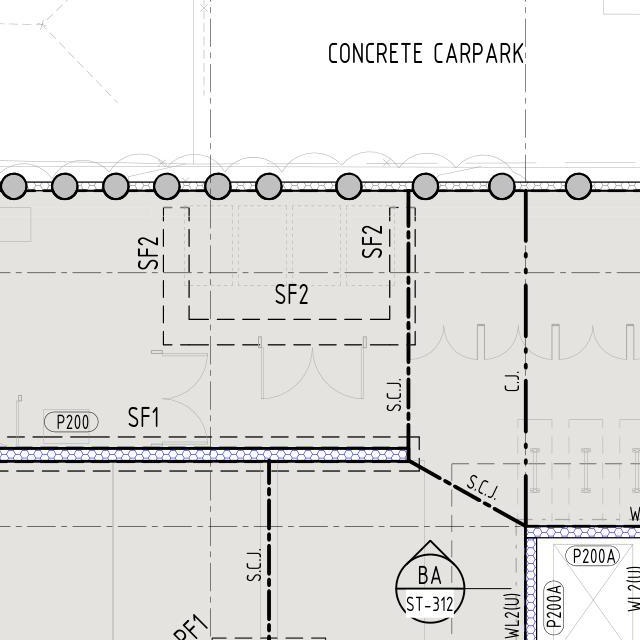 CONCRETE CARPARK
SF2
SF2
SF2
S.C.J.
C.J.
P200
SF1
S.C.J.
S.C.J.
BA
ST-312
P200A
P200A
WL2(U)
WL2(U)
PF1
W